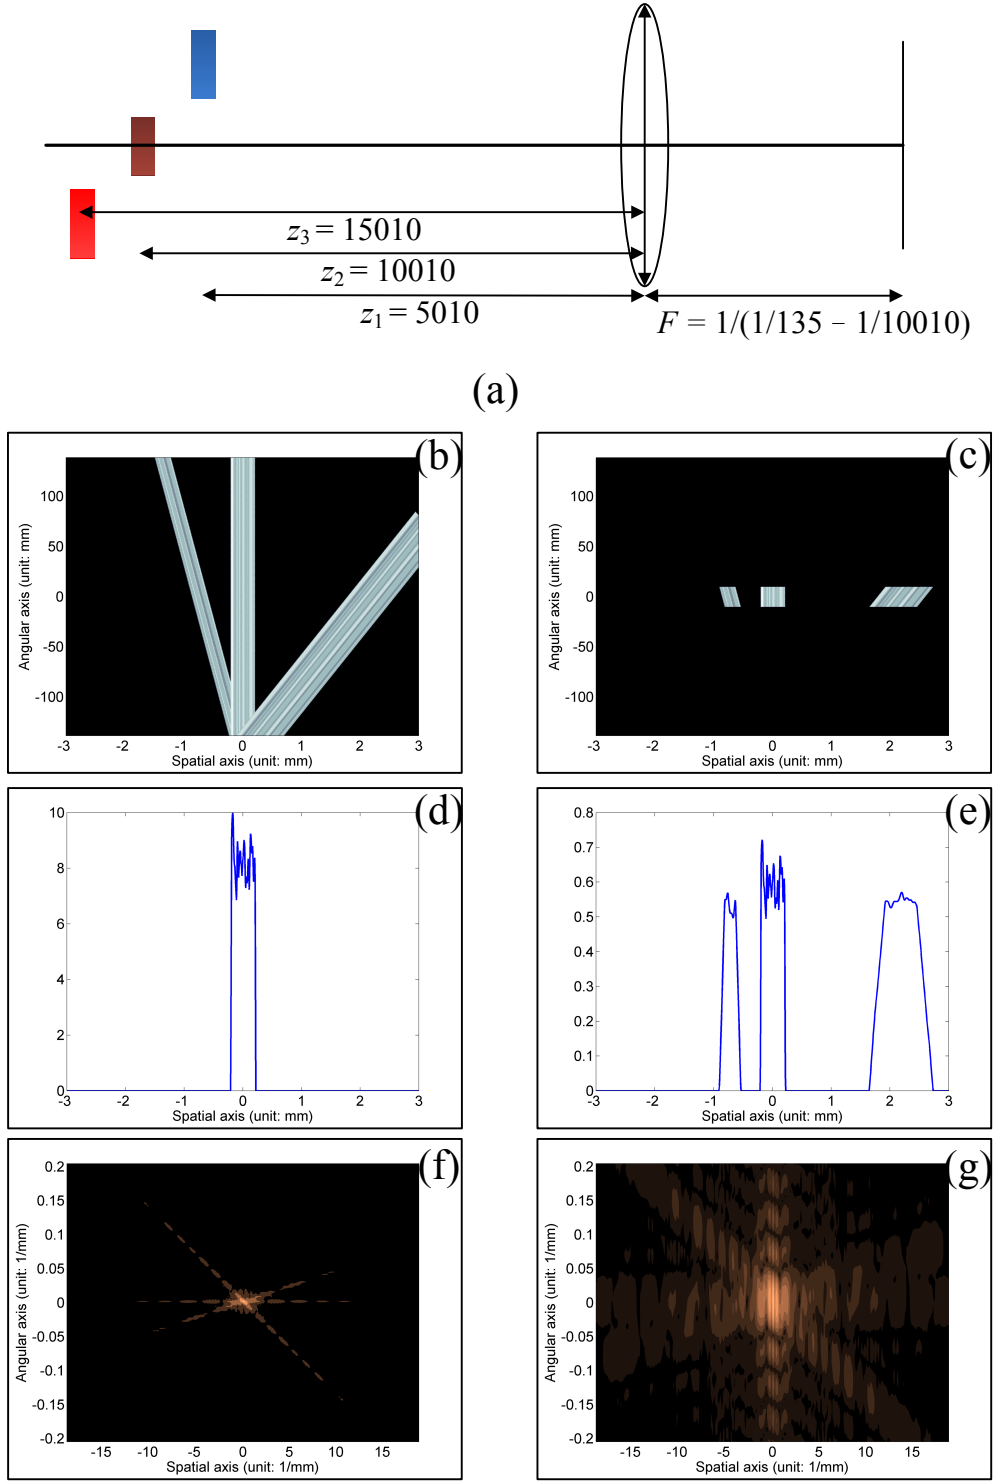 z3 = 15010
z2 = 10010
z1 = 5010
F = 1/(1/135 − 1/10010)
(a)
(b)
100
50
0
-50
-100
Angular axis (unit: mm)
-3 -2 -1 0 1 2 3
Spatial axis (unit: mm)
(c)
100
50
0
-50
-100
Angular axis (unit: mm)
-3 -2 -1 0 1 2 3
Spatial axis (unit: mm)
(d)
10
8
6
4
2
0
-3 -2 -1 0 1 2 3
Spatial axis (unit: mm)
(e)
0.8
0.7
0.6
0.5
0.4
0.3
0.2
0.1
0
-3 -2 -1 0 1 2 3
Spatial axis (unit: mm)
(f)
0.2
0.15
0.1
0.05
0
-0.05
-0.1
-0.15
-0.2
Angular axis (unit: 1/mm)
-15 -10 -5 0 5 10 15
Spatial axis (unit: 1/mm)
(g)
0.2
0.15
0.1
0.05
0
-0.05
-0.1
-0.15
-0.2
Angular axis (unit: 1/mm)
-15 -10 -5 0 5 10 15
Spatial axis (unit: 1/mm)